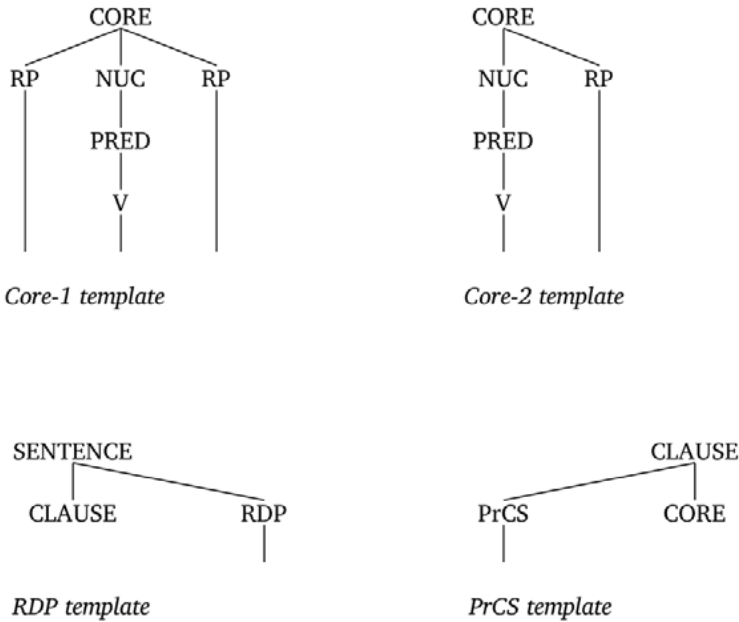 CORE CORE
RP NUC RP NUC RP
PRED PRED
V V
Core-1 template Core-2 template
SENTENCE CLAUSE
CLAUSE RDP PrCS CORE
RDP template PrCS template